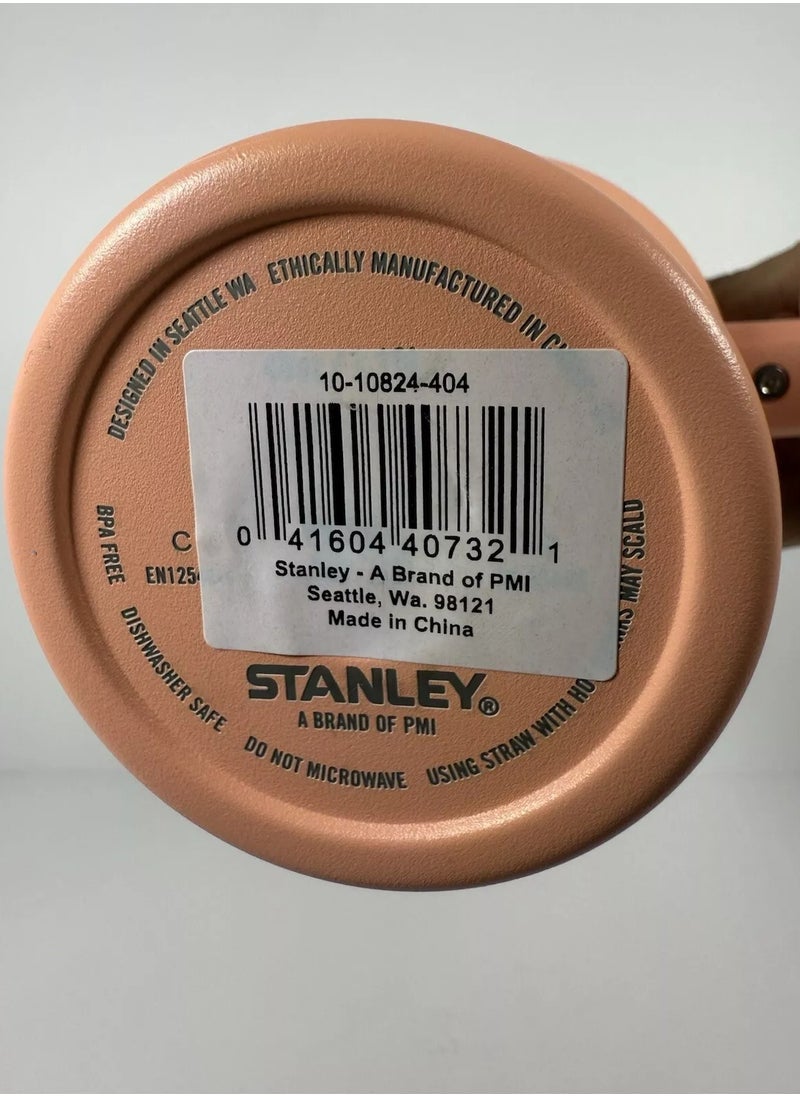 DESIGNED IN SEATTLE WA
ETHICALLY MANUFACTURED IN
10-10824-404
0 41604 40732 1
Stanley - A Brand of PMI
Seattle, Wa. 98121
Made in China
BPA FREE
DISHWASHER SAFE
STANLEY®
A BRAND OF PMI
DO NOT MICROWAVE
USING STRAW WITH
MAY SCALD